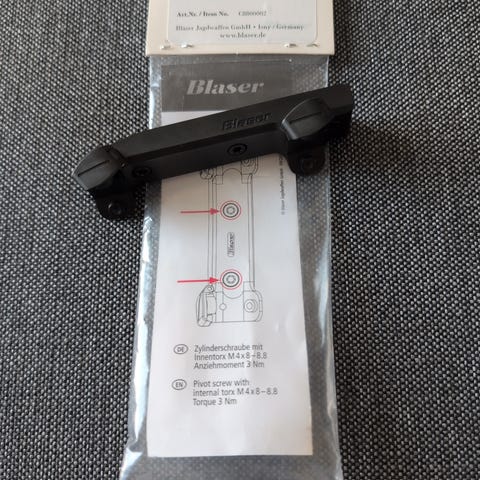 Art.Nr. / Item No. C8000002
Blaser Jagdwaffen GmbH • Isny / Germany
www.blaser.de
Blaser
Blaser
Blaser
DE Zylinderschraube mit
Innentorx M 4 x 8 – 8.8
Anziehmoment 3 Nm
EN Pivot screw with
internal torx M 4 x 8 – 8.8
Torque 3 Nm